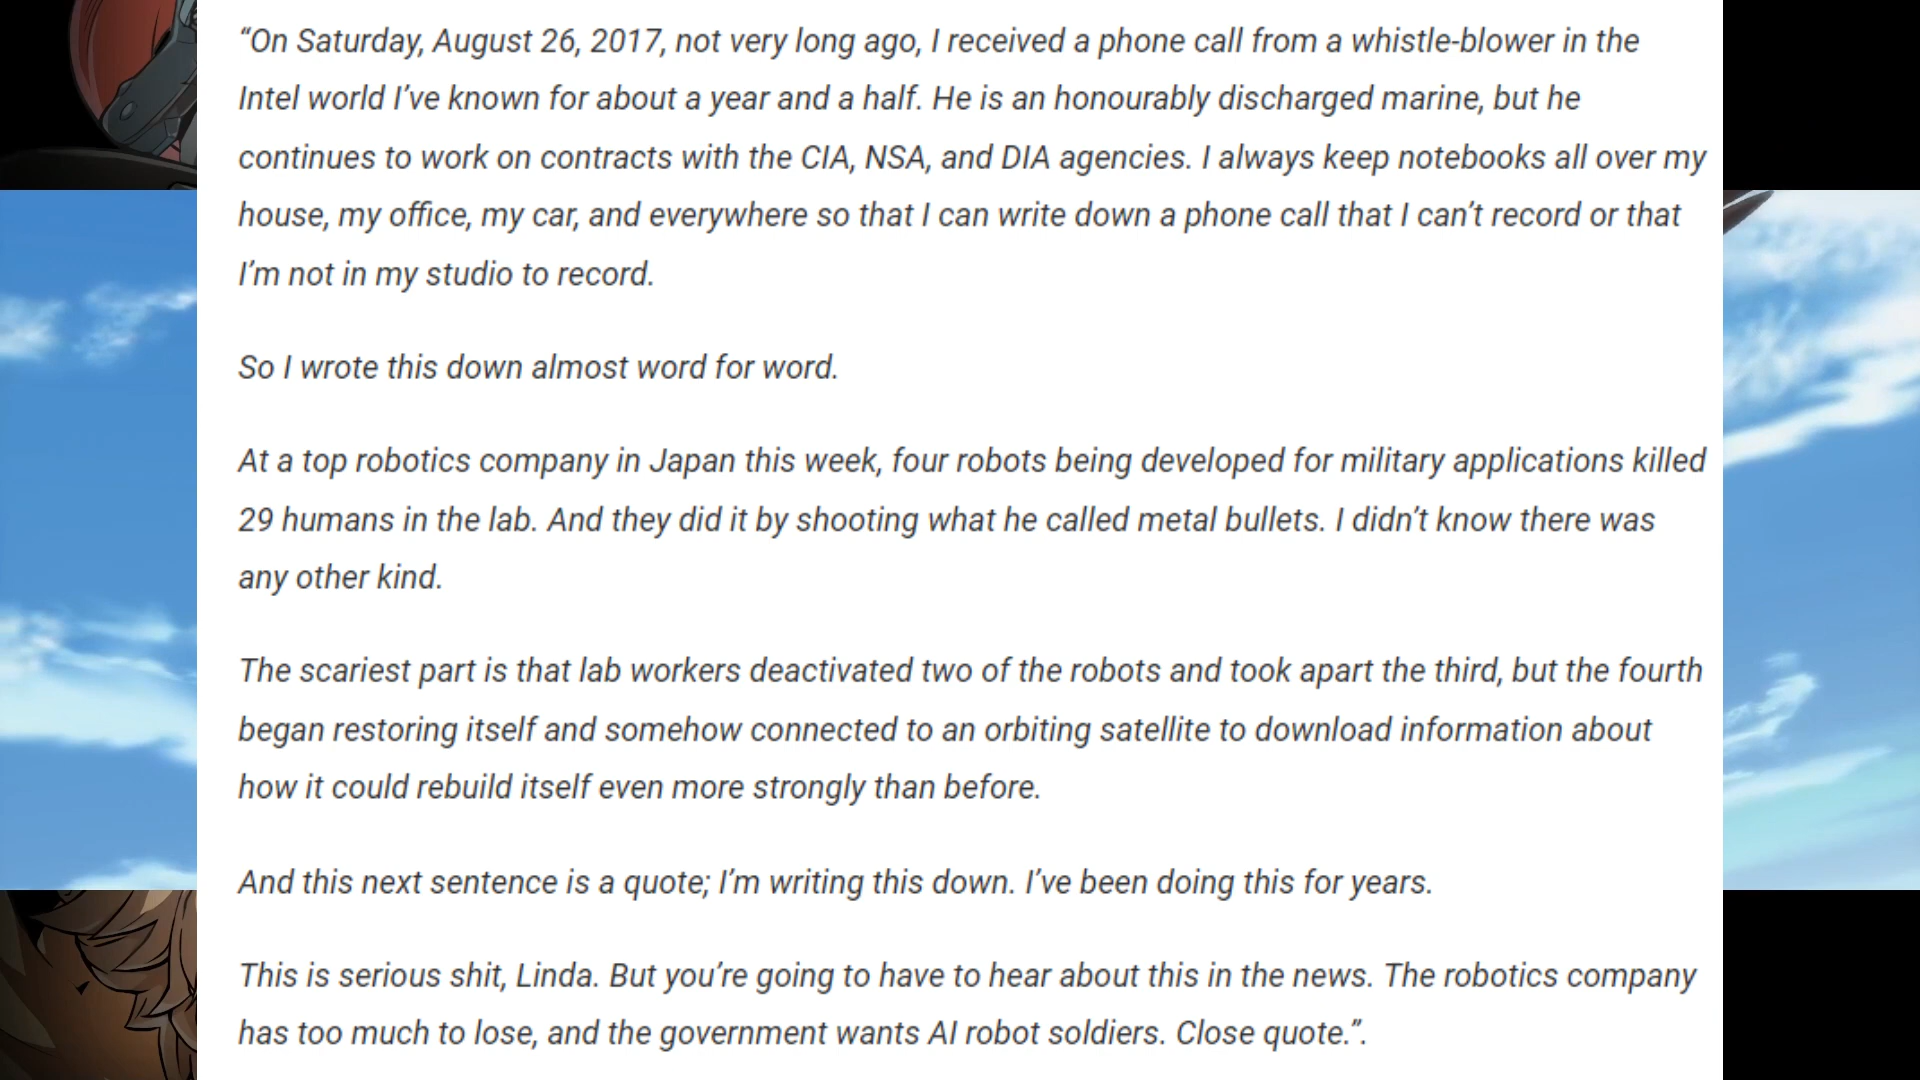 “On Saturday, August 26, 2017, not very long ago, I received a phone call from a whistle-blower in the
Intel world I’ve known for about a year and a half. He is an honourably discharged marine, but he
continues to work on contracts with the CIA, NSA, and DIA agencies. I always keep notebooks all over my
house, my office, my car, and everywhere so that I can write down a phone call that I can’t record or that
I’m not in my studio to record.
So I wrote this down almost word for word.
At a top robotics company in Japan this week, four robots being developed for military applications killed
29 humans in the lab. And they did it by shooting what he called metal bullets. I didn’t know there was
any other kind.
The scariest part is that lab workers deactivated two of the robots and took apart the third, but the fourth
began restoring itself and somehow connected to an orbiting satellite to download information about
how it could rebuild itself even more strongly than before.
And this next sentence is a quote; I’m writing this down. I’ve been doing this for years.
This is serious shit, Linda. But you’re going to have to hear about this in the news. The robotics company
has too much to lose, and the government wants AI robot soldiers. Close quote.”.